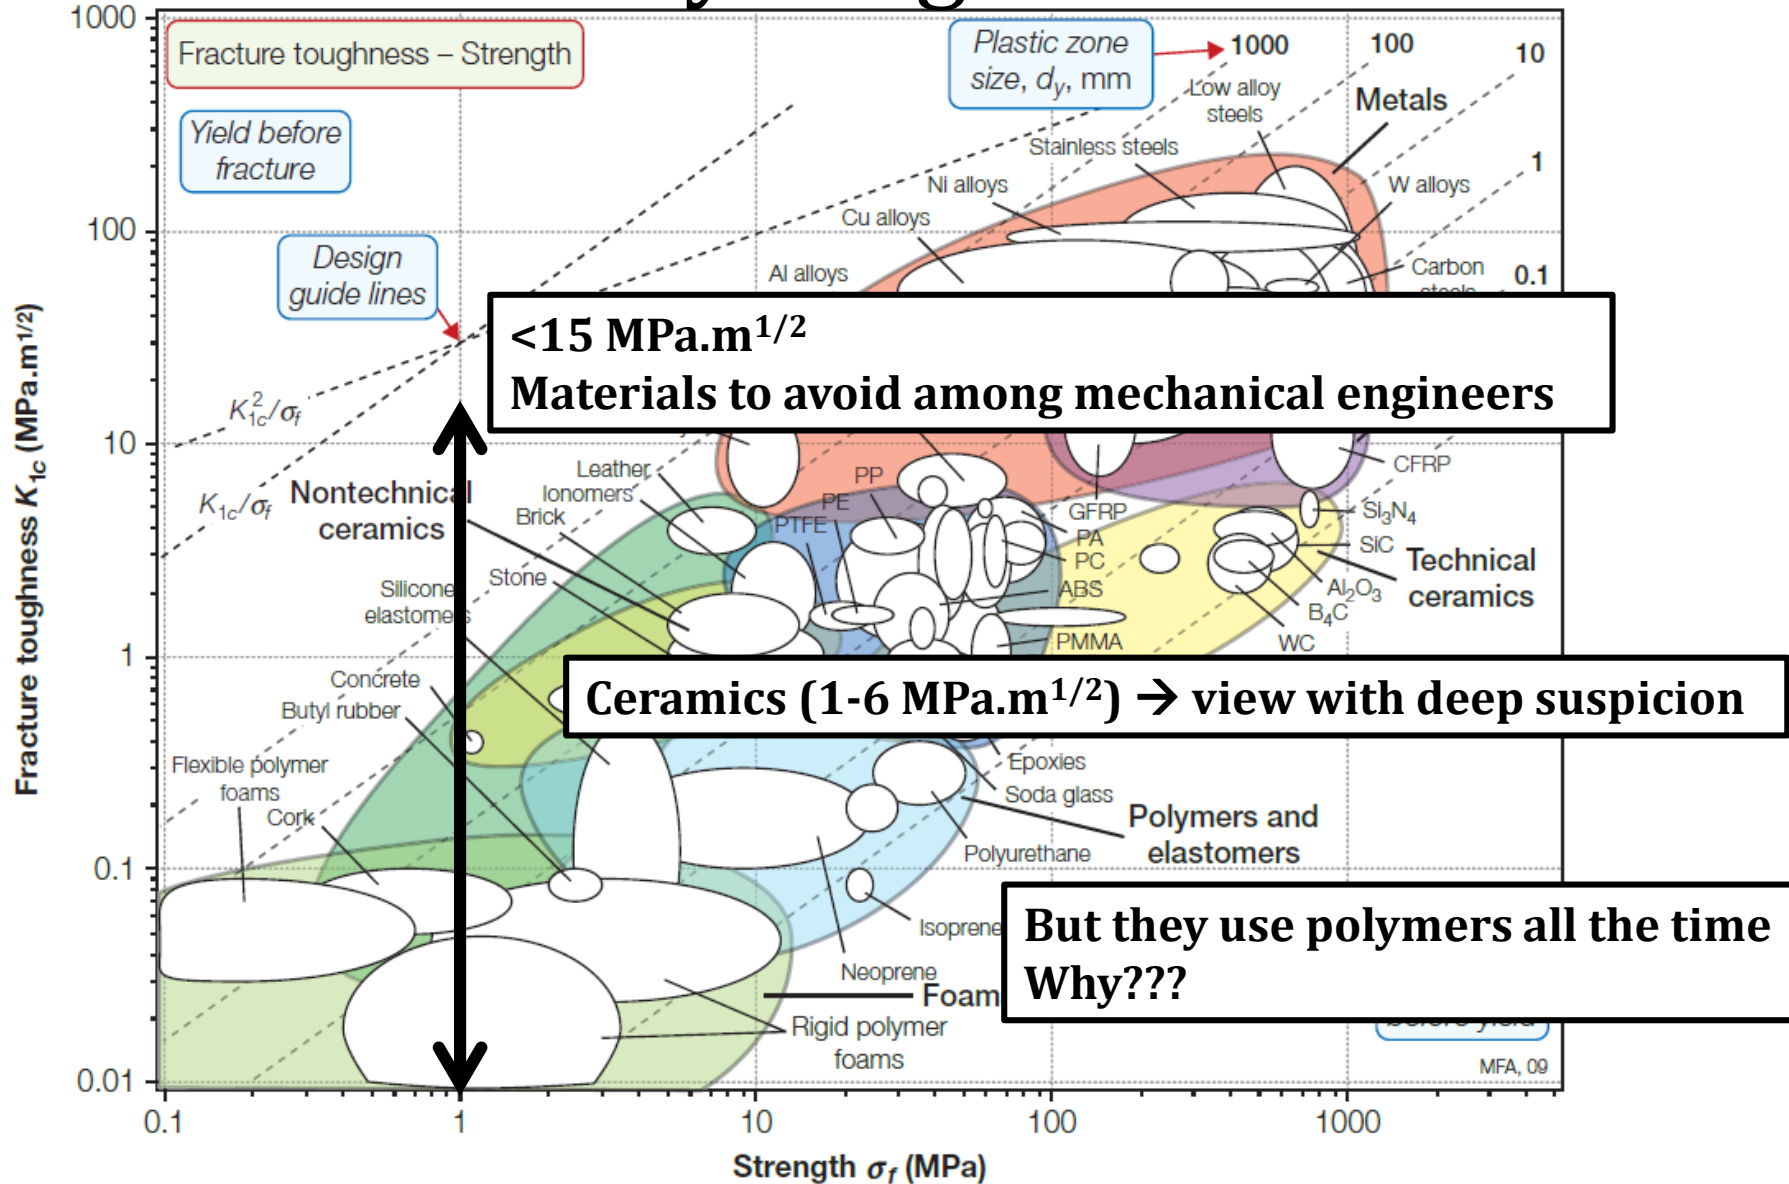 1000
100
10
1
0.1
0.01
Fracture toughness K1c (MPa.m1/2)
Fracture toughness – Strength
Yield before
fracture
Design
guide lines
Plastic zone
size, dy, mm
1000
100
10
1
0.1
Low alloy
steels
Metals
Stainless steels
Ni alloys
W alloys
Cu alloys
Al alloys
Carbon
steels
<15 MPa.m1/2
Materials to avoid among mechanical engineers
K1c2/σf
K1c/σf
Nontechnical
ceramics
Leather
Ionomers
Brick
Stone
Silicone
elastomers
PP
PE
PTFE
CFRP
GFRP
PA
PC
ABS
PMMA
Si3N4
SiC
Al2O3
B4C
WC
Technical
ceramics
Ceramics (1-6 MPa.m1/2) → view with deep suspicion
Concrete
Butyl rubber
Flexible polymer
foams
Cork
Epoxies
Soda glass
Polymers and
elastomers
Polyurethane
Isoprene
Neoprene
Foam
Rigid polymer
foams
But they use polymers all the time
Why???
before yield
MFA, 09
0.1
1
10
100
1000
Strength σf (MPa)